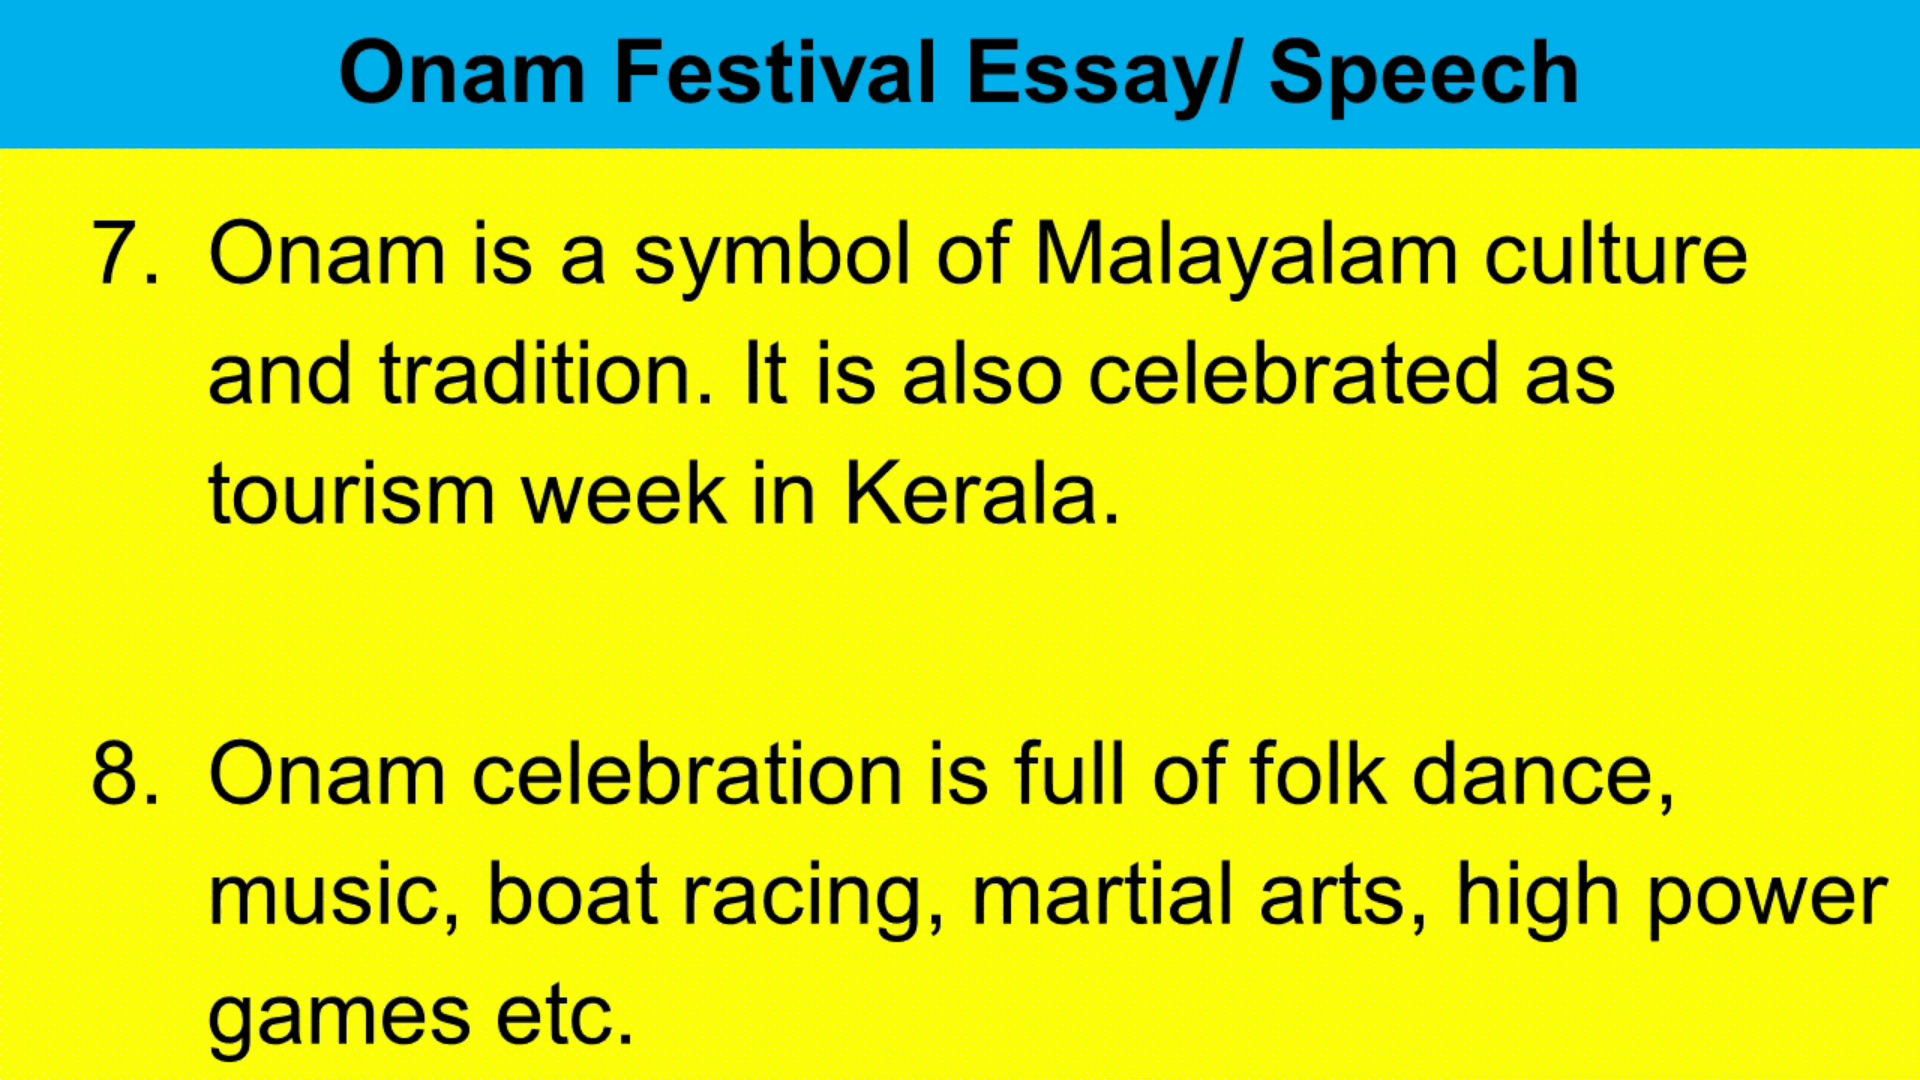 Onam Festival Essay/ Speech
7. Onam is a symbol of Malayalam culture
and tradition. It is also celebrated as
tourism week in Kerala.
8. Onam celebration is full of folk dance,
music, boat racing, martial arts, high power
games etc.